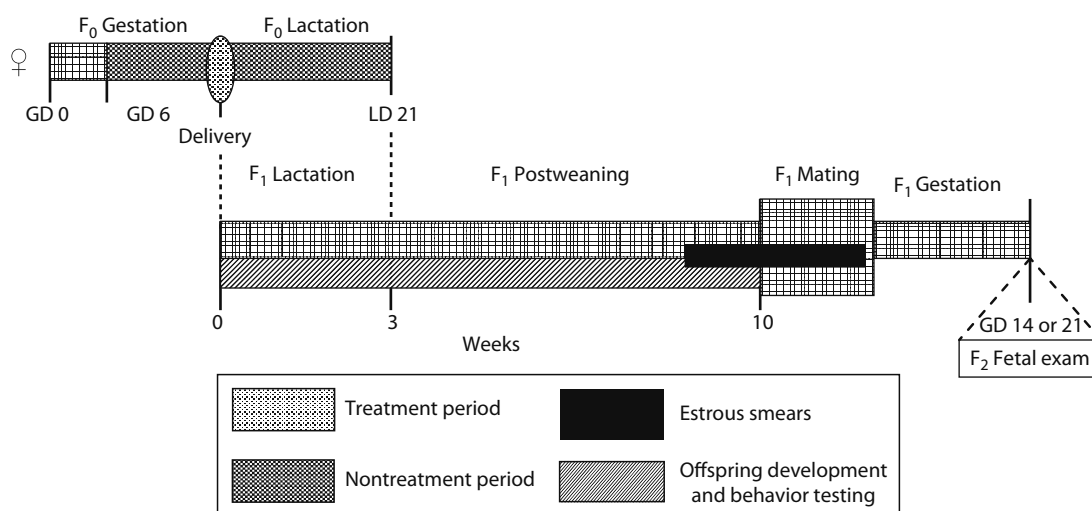 F₀ Gestation
F₀ Lactation
♀
GD 0
GD 6
Delivery
LD 21
F₁ Lactation
F₁ Postweaning
F₁ Mating
F₁ Gestation
0
3
10
Weeks
GD 14 or 21
F₂ Fetal exam
Treatment period
Estrous smears
Nontreatment period
Offspring development
and behavior testing